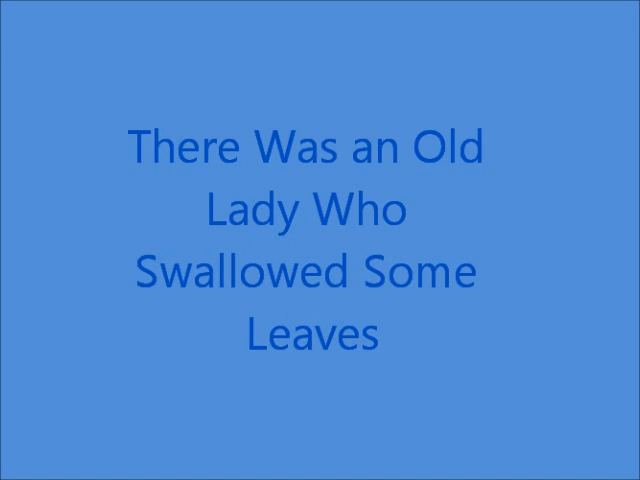 There Was an Old
Lady Who
Swallowed Some
Leaves